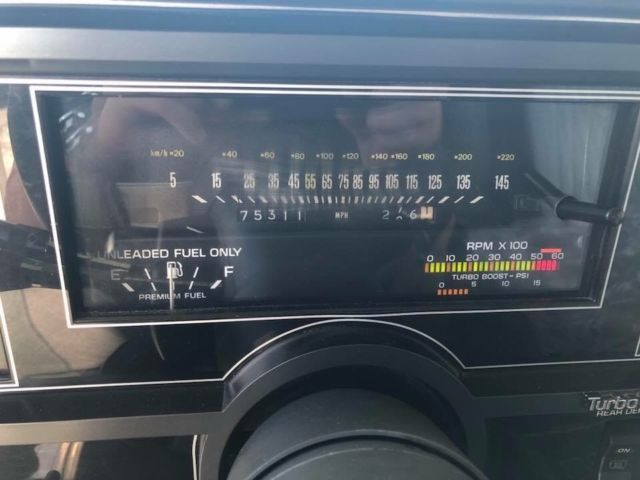 km/h •20 •40 •60 •80 •100 •120 •140 •160 •180 •200 •220
5 15 25 35 45 55 65 75 85 95 105 115 125 135 145
75311 MPH
UNLEADED FUEL ONLY
E F
PREMIUM FUEL
RPM X 100
0 10 20 30 40 50 60
TURBO BOOST-PSI
0 5 10 15
Turbo
ON